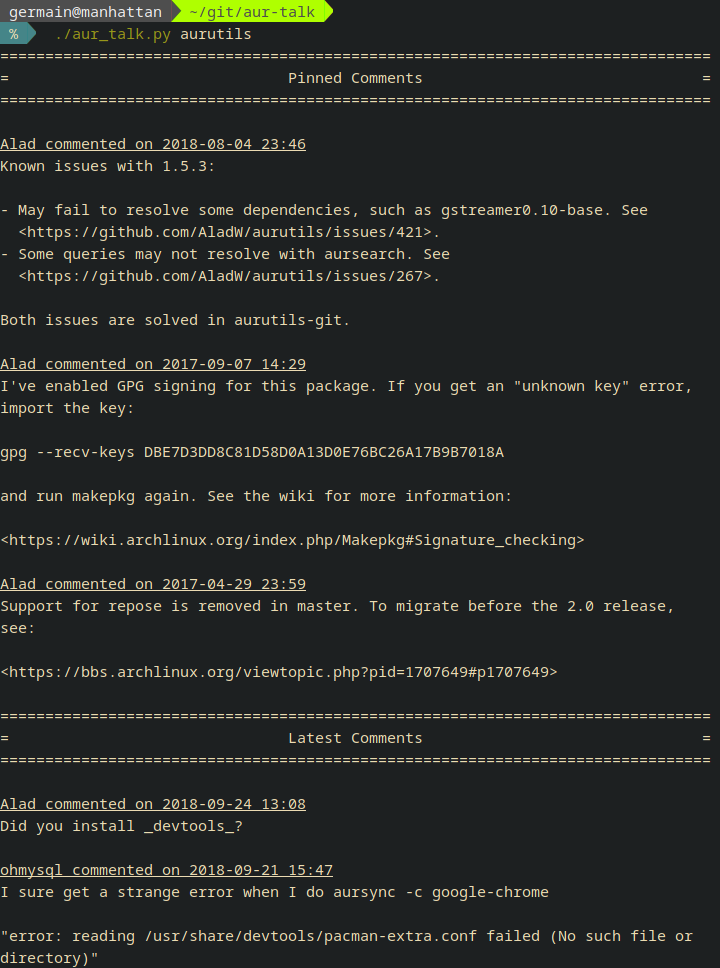 germain@manhattan ~/git/aur-talk
% ./aur_talk.py aurutils
===============================================================================
= Pinned Comments =
===============================================================================
Alad commented on 2018-08-04 23:46
Known issues with 1.5.3:
- May fail to resolve some dependencies, such as gstreamer0.10-base. See
<https://github.com/AladW/aurutils/issues/421>.
- Some queries may not resolve with aursearch. See
<https://github.com/AladW/aurutils/issues/267>.
Both issues are solved in aurutils-git.
Alad commented on 2017-09-07 14:29
I've enabled GPG signing for this package. If you get an "unknown key" error,
import the key:
gpg --recv-keys DBE7D3DD8C81D58D0A13D0E76BC26A17B9B7018A
and run makepkg again. See the wiki for more information:
<https://wiki.archlinux.org/index.php/Makepkg#Signature_checking>
Alad commented on 2017-04-29 23:59
Support for repose is removed in master. To migrate before the 2.0 release,
see:
<https://bbs.archlinux.org/viewtopic.php?pid=1707649#p1707649>
===============================================================================
= Latest Comments =
===============================================================================
Alad commented on 2018-09-24 13:08
Did you install _devtools_?
ohmysql commented on 2018-09-21 15:47
I sure get a strange error when I do aursync -c google-chrome
"error: reading /usr/share/devtools/pacman-extra.conf failed (No such file or
directory)"